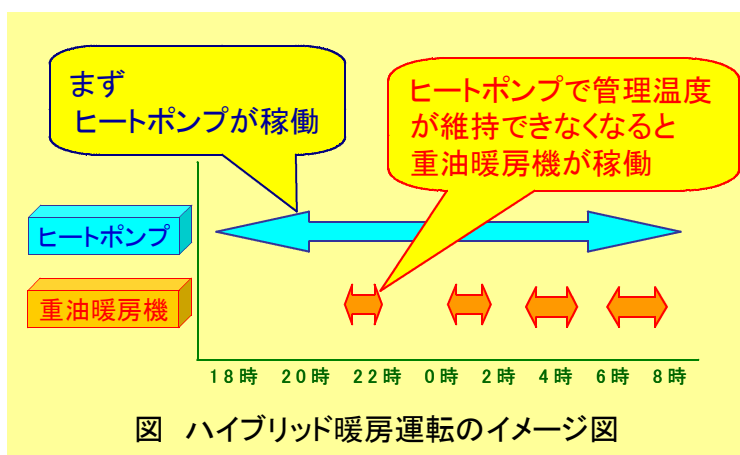 まず
ヒートポンプが稼働
ヒートポンプで管理温度
が維持できなくなると
重油暖房機が稼働
ヒートポンプ
重油暖房機
18時 20時 22時 0時 2時 4時 6時 8時
図 ハイブリッド暖房運転のイメージ図